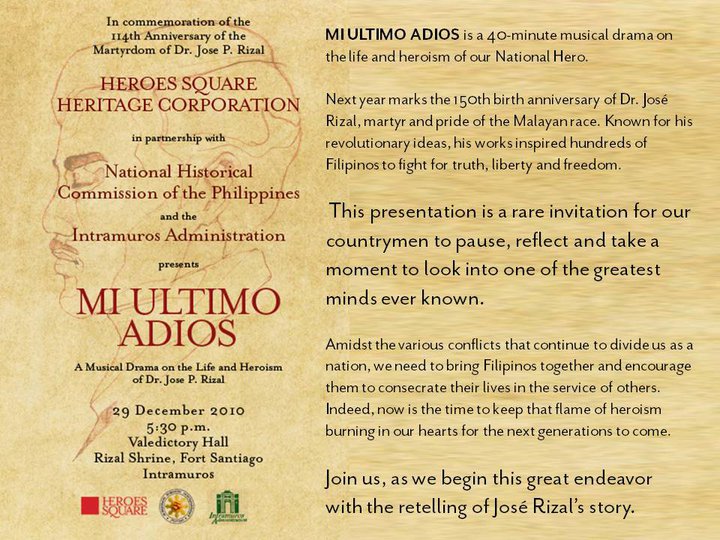 In commemoration of the
114th Anniversary of the
Martyrdom of Dr. Jose P. Rizal
HEROES SQUARE
HERITAGE CORPORATION
in partnership with
National Historical
Commission of the Philippines
and the
Intramuros Administration
presents
MI ULTIMO
ADIOS
A Musical Drama on the Life and Heroism
of Dr. Jose P. Rizal
29 December 2010
5:30 p.m.
Valedictory Hall
Rizal Shrine, Fort Santiago
Intramuros
HEROES
SQUARE
Intramuros
Administration
MI ULTIMO ADIOS is a 40-minute musical drama on
the life and heroism of our National Hero.
Next year marks the 150th birth anniversary of Dr. José
Rizal, martyr and pride of the Malayan race. Known for his
revolutionary ideas, his works inspired hundreds of
Filipinos to fight for truth, liberty and freedom.
This presentation is a rare invitation for our
countrymen to pause, reflect and take a
moment to look into one of the greatest
minds ever known.
Amidst the various conflicts that continue to divide us as a
nation, we need to bring Filipinos together and encourage
them to consecrate their lives in the service of others.
Indeed, now is the time to keep that flame of heroism
burning in our hearts for the next generations to come.
Join us, as we begin this great endeavor
with the retelling of José Rizal's story.